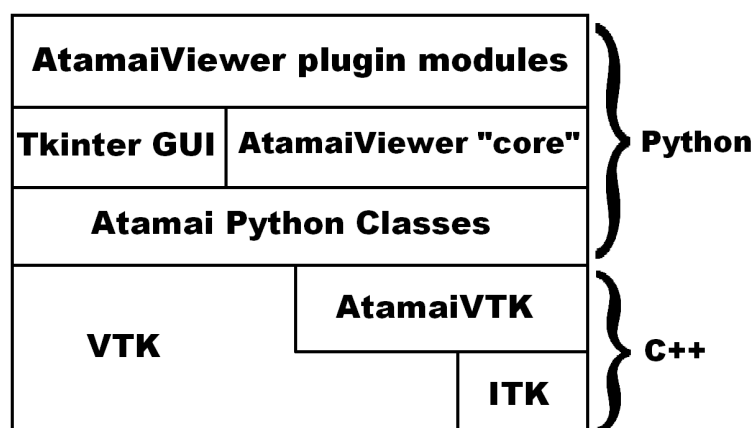 AtamaiViewer plugin modules
Tkinter GUI
AtamaiViewer "core"
Python
Atamai Python Classes
AtamaiVTK
VTK
C++
ITK